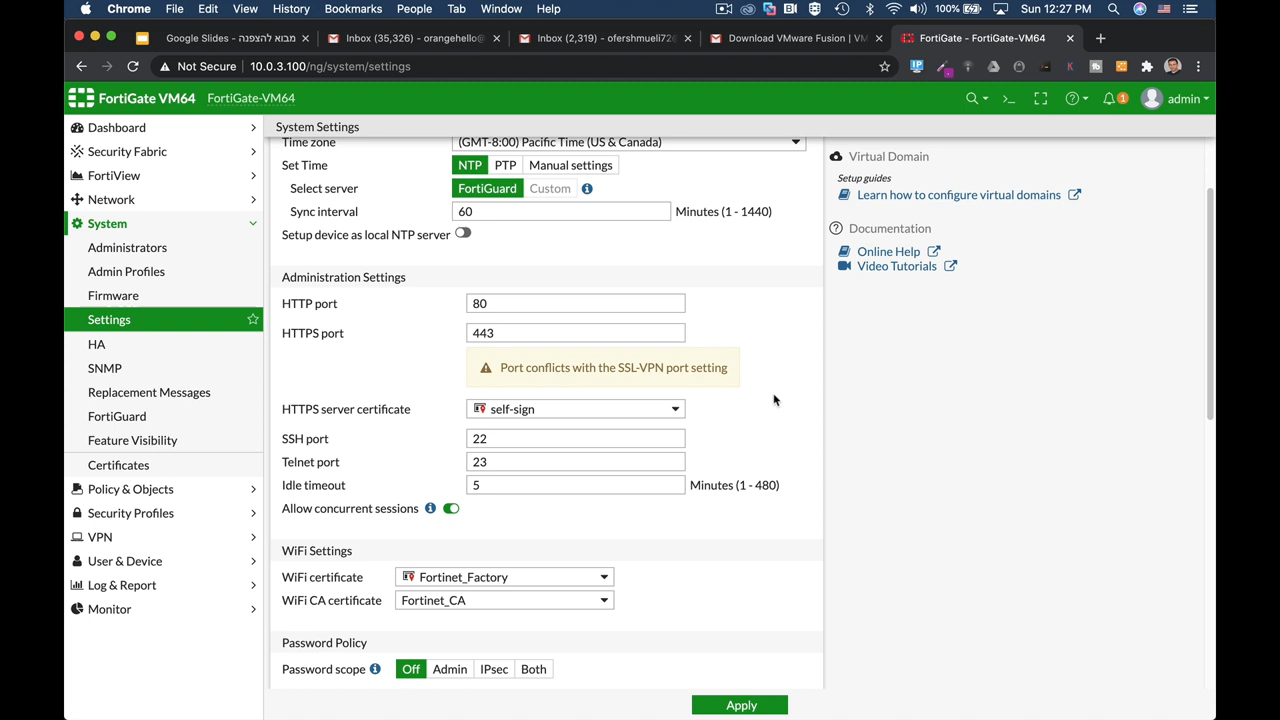 Chrome File Edit View History Bookmarks People Tab Window Help 100% Sun 12:27 PM
Google Slides - מבוא להצפנה
Inbox (35,326) - orangehello@
Inbox (2,319) - ofershmueli72
Download VMware Fusion | VM
FortiGate - FortiGate-VM64
Not Secure 10.0.3.100/ng/system/settings
FortiGate VM64 FortiGate-VM64 1 admin
Dashboard
Security Fabric
FortiView
Network
System
Administrators
Admin Profiles
Firmware
Settings
HA
SNMP
Replacement Messages
FortiGuard
Feature Visibility
Certificates
Policy & Objects
Security Profiles
VPN
User & Device
Log & Report
Monitor
System Settings
Time zone (GMT-8:00) Pacific Time (US & Canada)
Set Time NTP PTP Manual settings
Select server FortiGuard Custom
Sync interval 60 Minutes (1 - 1440)
Setup device as local NTP server
Administration Settings
HTTP port 80
HTTPS port 443
Port conflicts with the SSL-VPN port setting
HTTPS server certificate self-sign
SSH port 22
Telnet port 23
Idle timeout 5 Minutes (1 - 480)
Allow concurrent sessions
WiFi Settings
WiFi certificate Fortinet_Factory
WiFi CA certificate Fortinet_CA
Password Policy
Password scope Off Admin IPsec Both
Apply
Virtual Domain
Setup guides
Learn how to configure virtual domains
Documentation
Online Help
Video Tutorials